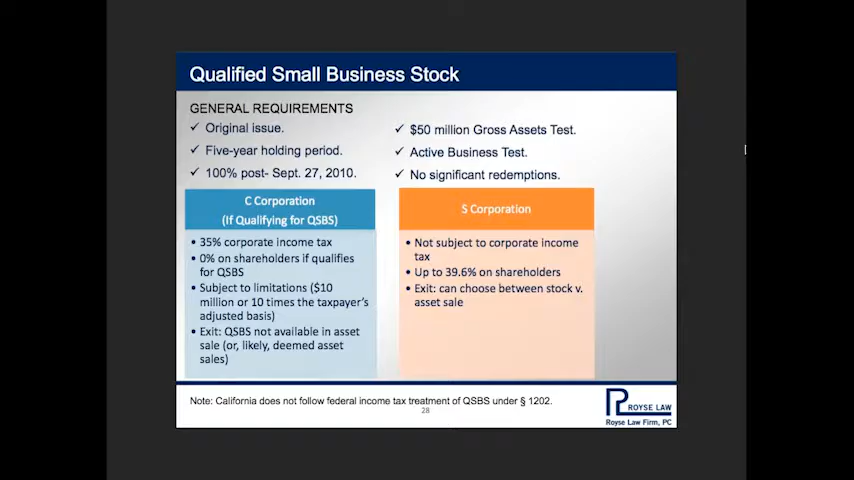 Qualified Small Business Stock
GENERAL REQUIREMENTS
✓ Original issue.
✓ Five-year holding period.
✓ 100% post- Sept. 27, 2010.
✓ $50 million Gross Assets Test.
✓ Active Business Test.
✓ No significant redemptions.
C Corporation
(If Qualifying for QSBS)
• 35% corporate income tax
• 0% on shareholders if qualifies
for QSBS
• Subject to limitations ($10
million or 10 times the taxpayer's
adjusted basis)
• Exit: QSBS not available in asset
sale (or, likely, deemed asset
sales)
S Corporation
• Not subject to corporate income
tax
• Up to 39.6% on shareholders
• Exit: can choose between stock v.
asset sale
Note: California does not follow federal income tax treatment of QSBS under § 1202.
28
ROYSE LAW
Royse Law Firm, PC